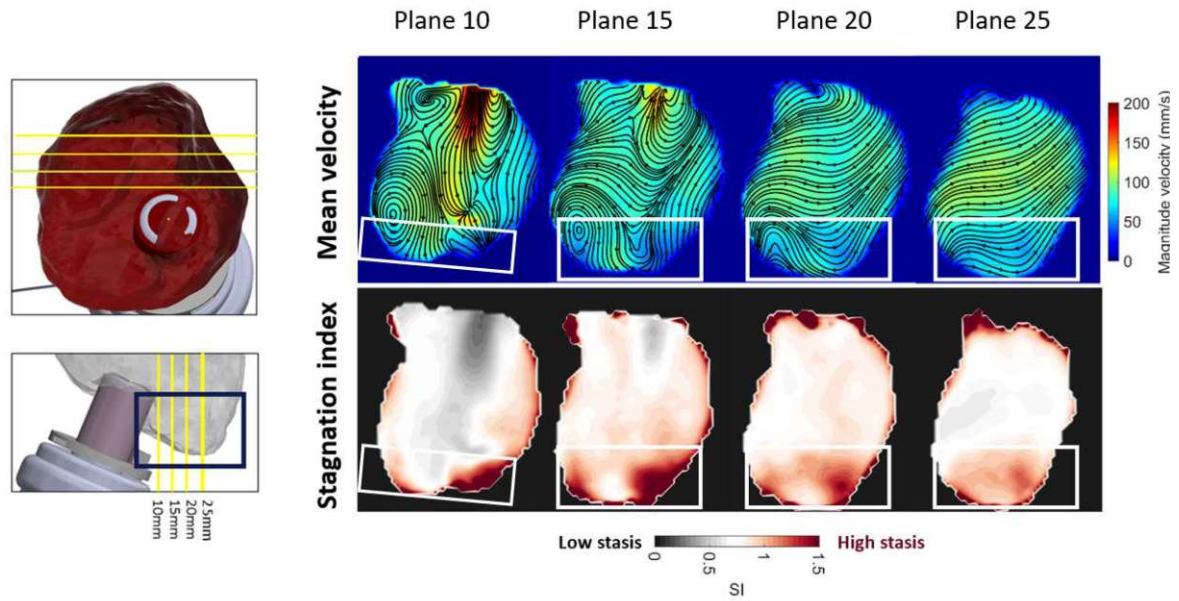 Plane 10
Plane 15
Plane 20
Plane 25
Mean velocity
200
150
100
50
0
Magnitude velocity (mm/s)
Stagnation index
10mm
15mm
20mm
25mm
Low stasis
0
0.5
1
1.5
High stasis
SI